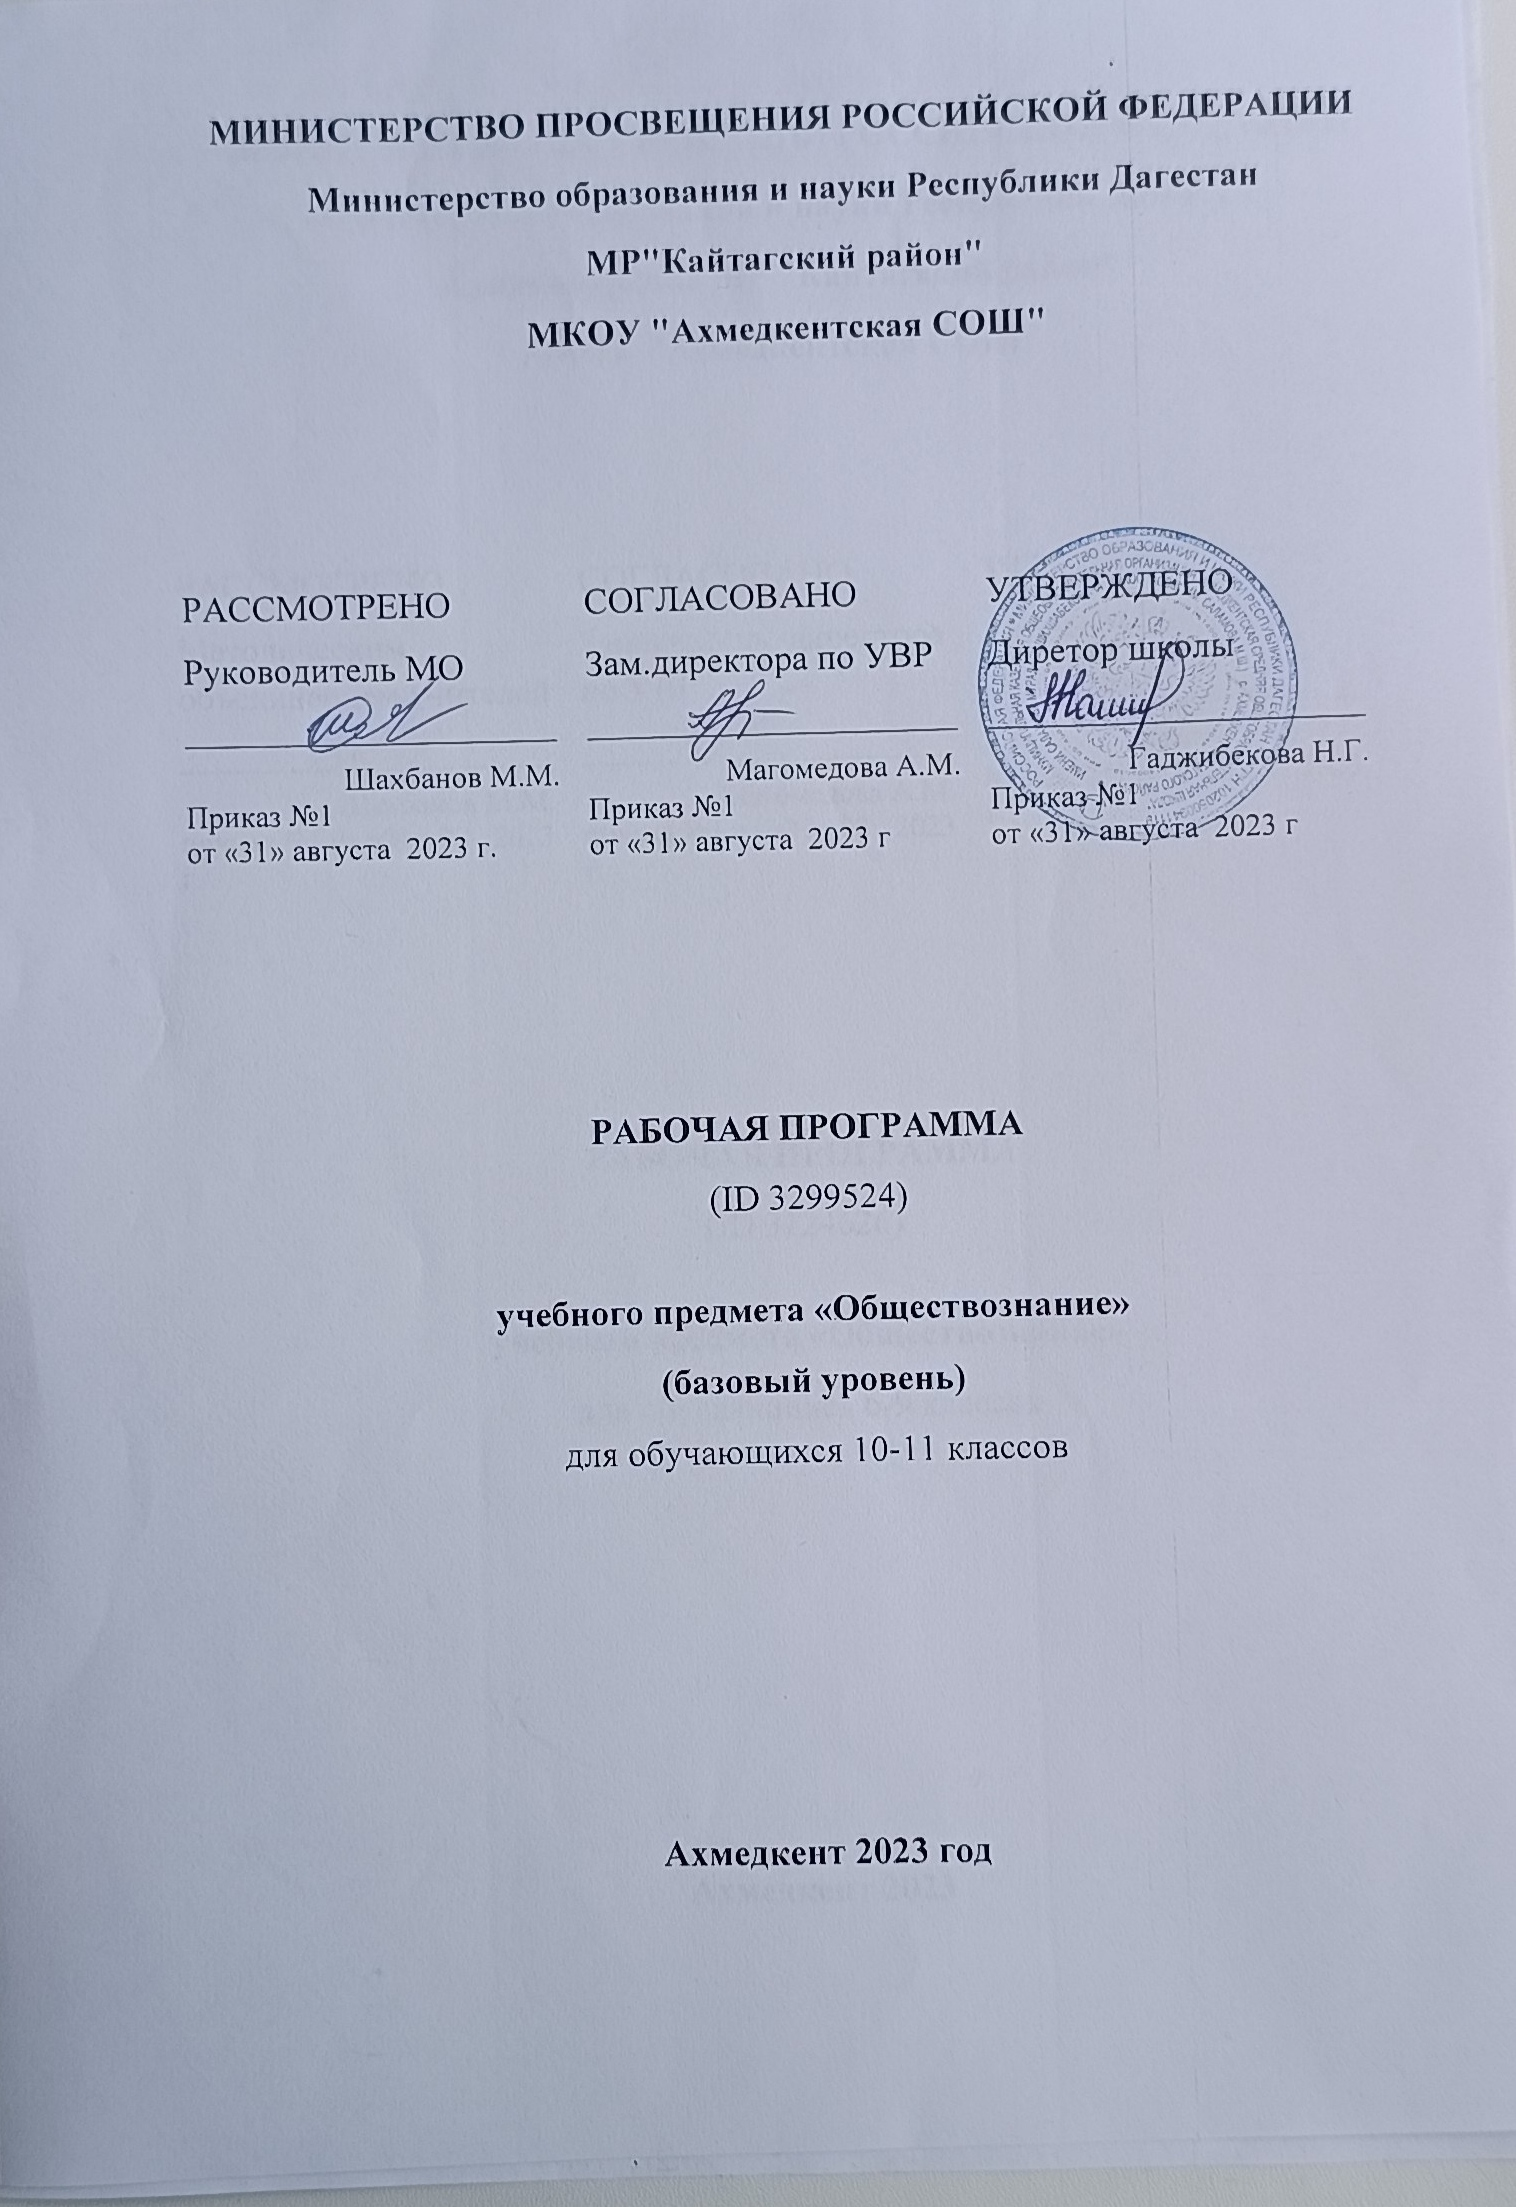 МИНИСТЕРСТВО ПРОСВЕЩЕНИЯ РОССИЙСКОЙ ФЕДЕРАЦИИ
Министерство образования и науки Республики Дагестан
МР"Кайтагский район"
МКОУ "Ахмедкентская СОШ"
РАССМОТРЕНО
Руководитель МО
Шахбанов М.М.
Приказ №1
от «31» августа 2023 г.
СОГЛАСОВАНО
Зам.директора по УВР
Магомедова А.М.
Приказ №1
от «31» августа 2023 г
УТВЕРЖДЕНО
Диретор школы
Гаджибекова Н.Г.
Приказ №1
от «31» августа 2023 г
РАБОЧАЯ ПРОГРАММА
(ID 3299524)
учебного предмета «Обществознание»
(базовый уровень)
для обучающихся 10-11 классов
Ахмедкент 2023 год